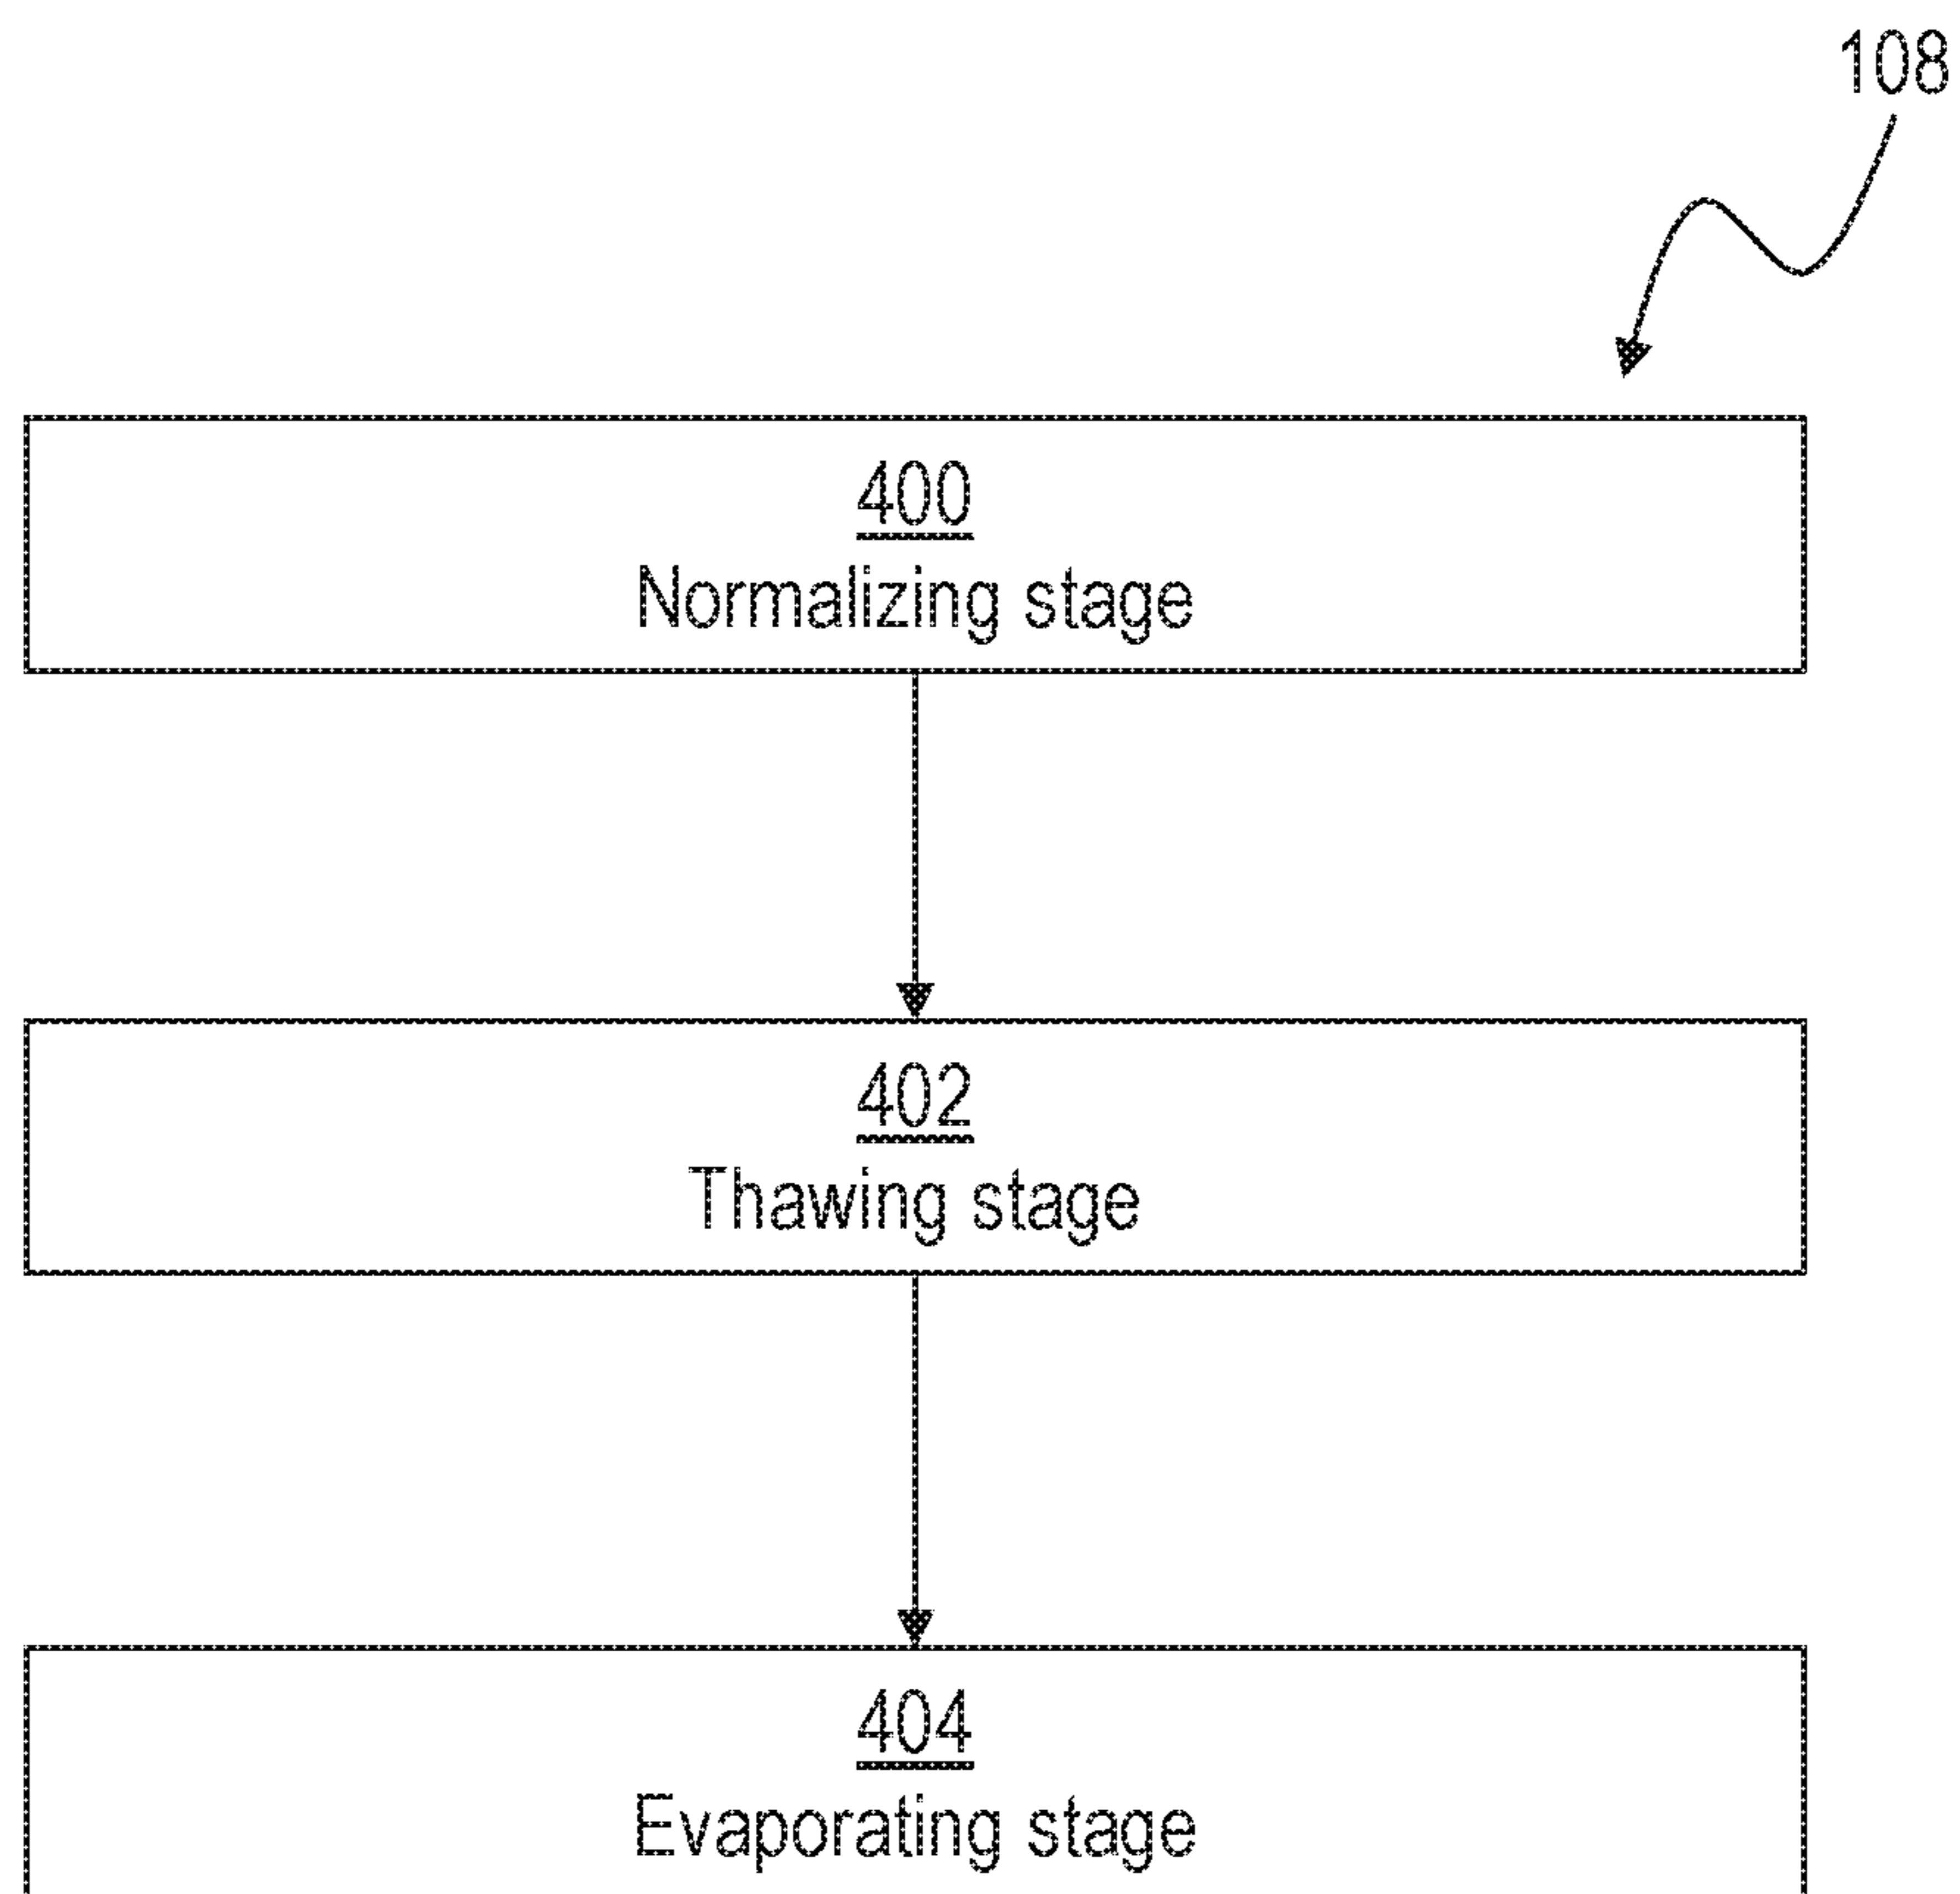 108
400
Normalizing stage
402
Thawing stage
404
Evaporating stage